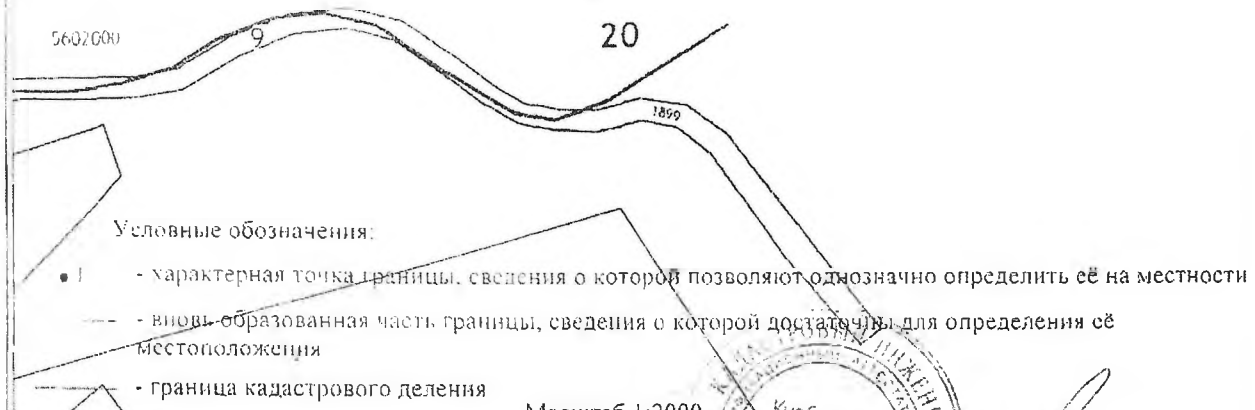 5602000
9
20
1899
Условные обозначения:
• 1 - характерная точка границы, сведения о которой позволяют однозначно определить её на местности
- вновь образованная часть границы, сведения о которой достаточны для определения её
местоположения
- граница кадастрового деления
Масштаб 1:2000